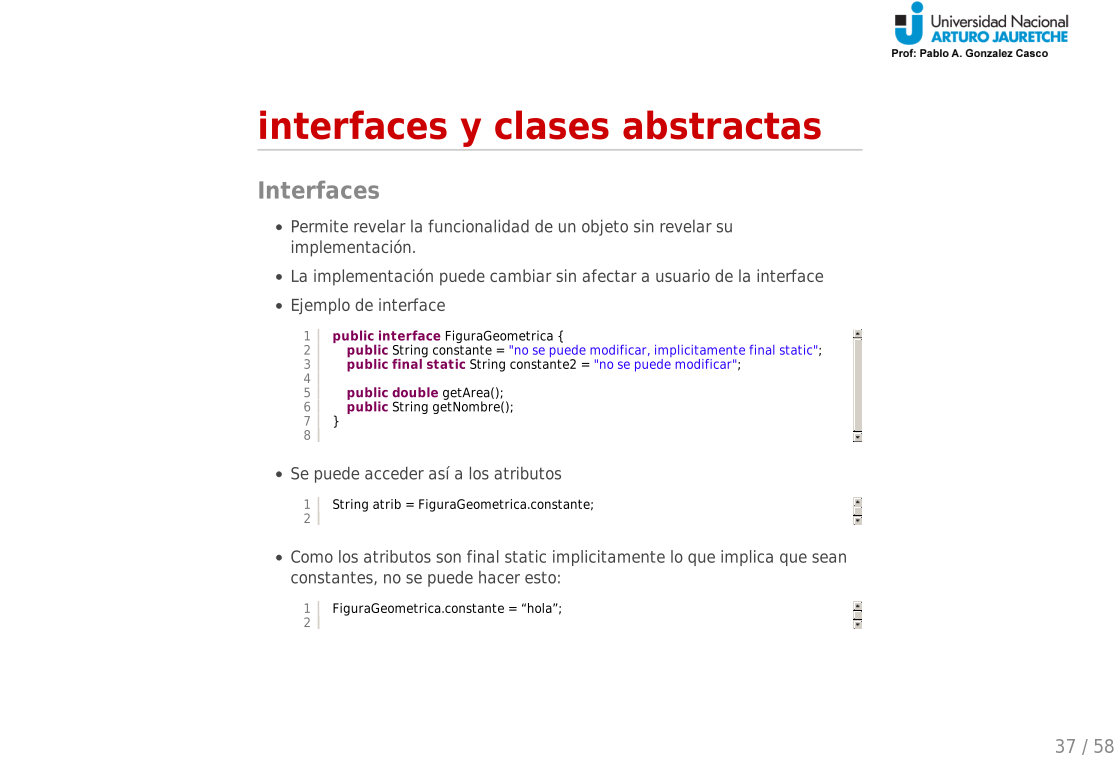 Universidad Nacional
ARTURO JAURETCHE
Prof: Pablo A. Gonzalez Casco
interfaces y clases abstractas
Interfaces
• Permite revelar la funcionalidad de un objeto sin revelar su
implementación.
• La implementación puede cambiar sin afectar a usuario de la interface
• Ejemplo de interface
1 public interface FiguraGeometrica {
2     public String constante = "no se puede modificar, implicitamente final static";
3     public final static String constante2 = "no se puede modificar";
4
5     public double getArea();
6     public String getNombre();
7 }
8
• Se puede acceder así a los atributos
1 String atrib = FiguraGeometrica.constante;
2
• Como los atributos son final static implicitamente lo que implica que sean
constantes, no se puede hacer esto:
1 FiguraGeometrica.constante = “hola”;
2
37 / 58